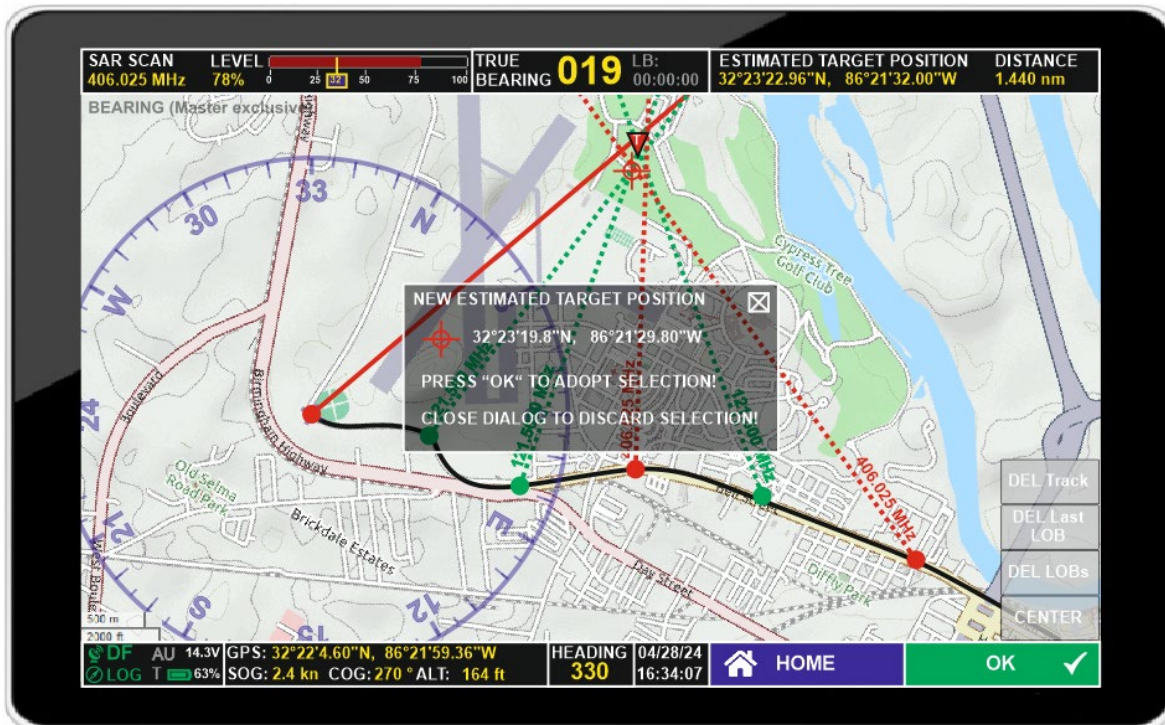 SAR SCAN
406.025 MHz
LEVEL
78%
0 25 32 50 75 100
TRUE
BEARING
019
LB:
00:00:00
ESTIMATED TARGET POSITION
32°23'22.96"N, 86°21'32.00"W
DISTANCE
1.440 nm
BEARING (Master exclusive)
33
30
N
W
24
21
S
15
12
E
Cypress Tree
Golf Club
NEW ESTIMATED TARGET POSITION
32°23'19.8"N, 86°21'29.80"W
PRESS "OK" TO ADOPT SELECTION!
CLOSE DIALOG TO DISCARD SELECTION!
Boulevard
Birmingham Highway
Old Selma
Road Park
Brickdale Estates
West Boule
Day Street
Diffly Park
406.025 MHz
DEL Track
DEL Last
LOB
DEL LOBs
CENTER
500 m
2000 ft
DF AU 14.3V
LOG T 63%
GPS: 32°22'4.60"N, 86°21'59.36"W
SOG: 2.4 kn COG: 270 ° ALT: 164 ft
HEADING
330
04/28/24
16:34:07
HOME
OK